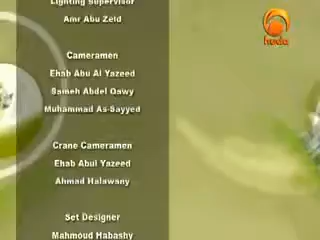 Lighting Supervisor
Amr Abu Zeid
Cameramen
Ehab Abu Al Yazeed
Sameh Abdel Qawy
Muhammad As-Sayyed
Crane Cameramen
Ehab Abul Yazeed
Ahmad Halawany
Set Designer
Mahmoud Habashy
huda